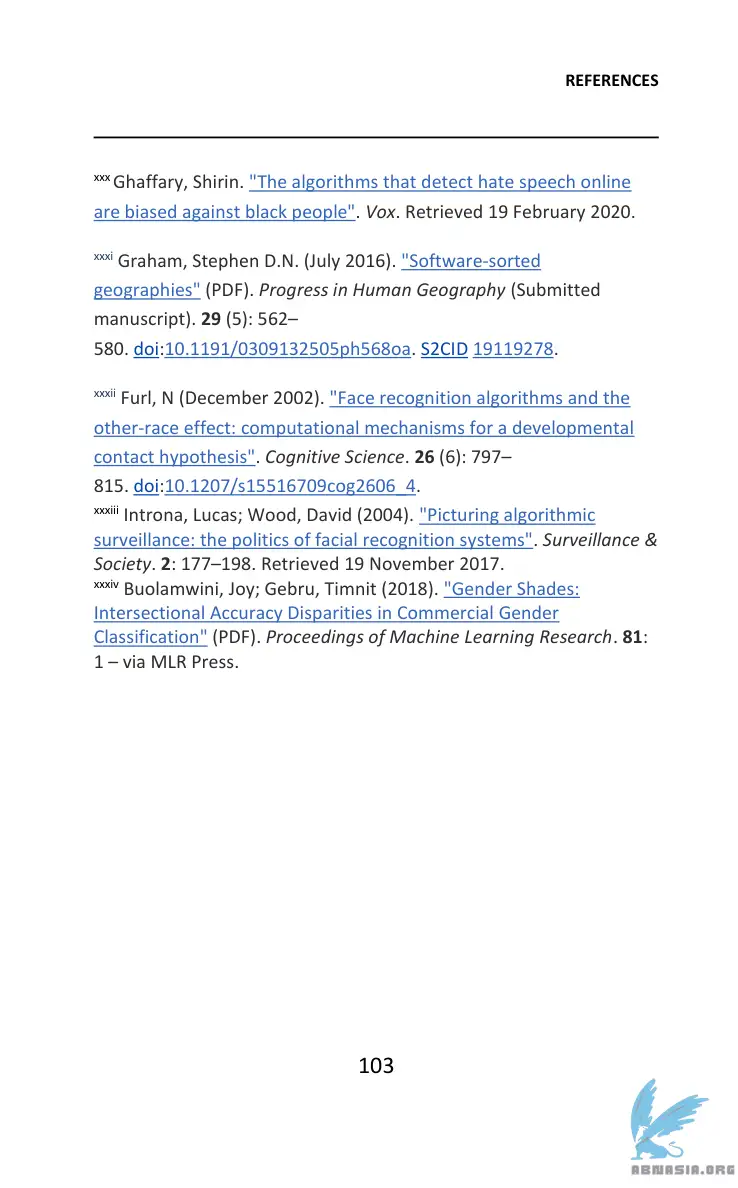 REFERENCES
xxx Ghaffary, Shirin. "The algorithms that detect hate speech online
are biased against black people". Vox. Retrieved 19 February 2020.
xxxi Graham, Stephen D.N. (July 2016). "Software-sorted
geographies" (PDF). Progress in Human Geography (Submitted
manuscript). 29 (5): 562–
580. doi:10.1191/0309132505ph568oa. S2CID 19119278.
xxxii Furl, N (December 2002). "Face recognition algorithms and the
other-race effect: computational mechanisms for a developmental
contact hypothesis". Cognitive Science. 26 (6): 797–
815. doi:10.1207/s15516709cog2606_4.
xxxiii Introna, Lucas; Wood, David (2004). "Picturing algorithmic
surveillance: the politics of facial recognition systems". Surveillance &
Society. 2: 177–198. Retrieved 19 November 2017.
xxxiv Buolamwini, Joy; Gebru, Timnit (2018). "Gender Shades:
Intersectional Accuracy Disparities in Commercial Gender
Classification" (PDF). Proceedings of Machine Learning Research. 81:
1 – via MLR Press.
103
ABNASIA.ORG